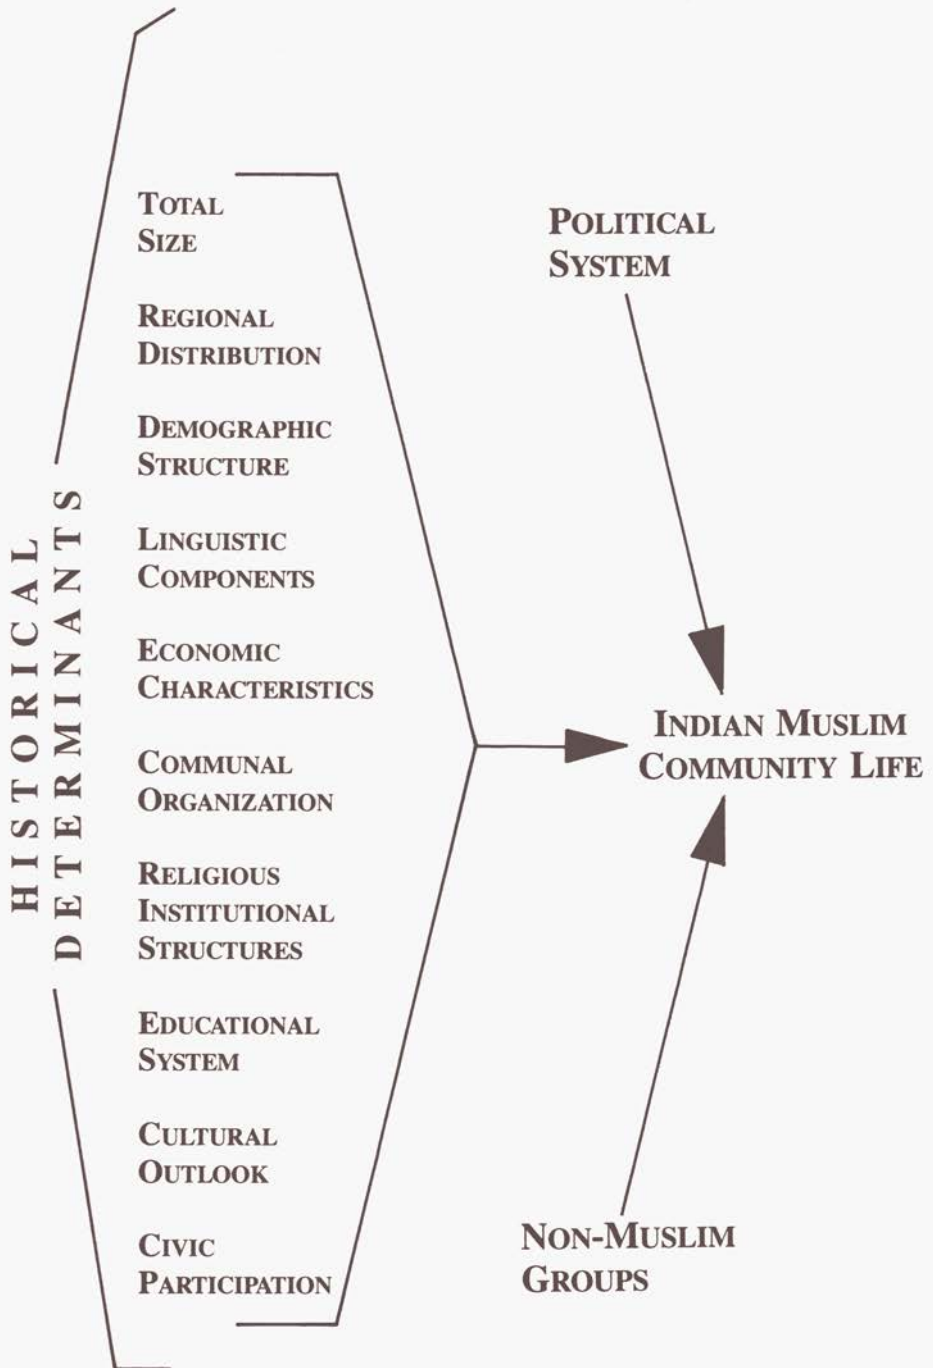 HISTORICAL
DETERMINANTS
TOTAL
SIZE
REGIONAL
DISTRIBUTION
DEMOGRAPHIC
STRUCTURE
LINGUISTIC
COMPONENTS
ECONOMIC
CHARACTERISTICS
COMMUNAL
ORGANIZATION
RELIGIOUS
INSTITUTIONAL
STRUCTURES
EDUCATIONAL
SYSTEM
CULTURAL
OUTLOOK
CIVIC
PARTICIPATION
POLITICAL
SYSTEM
INDIAN MUSLIM
COMMUNITY LIFE
NON-MUSLIM
GROUPS